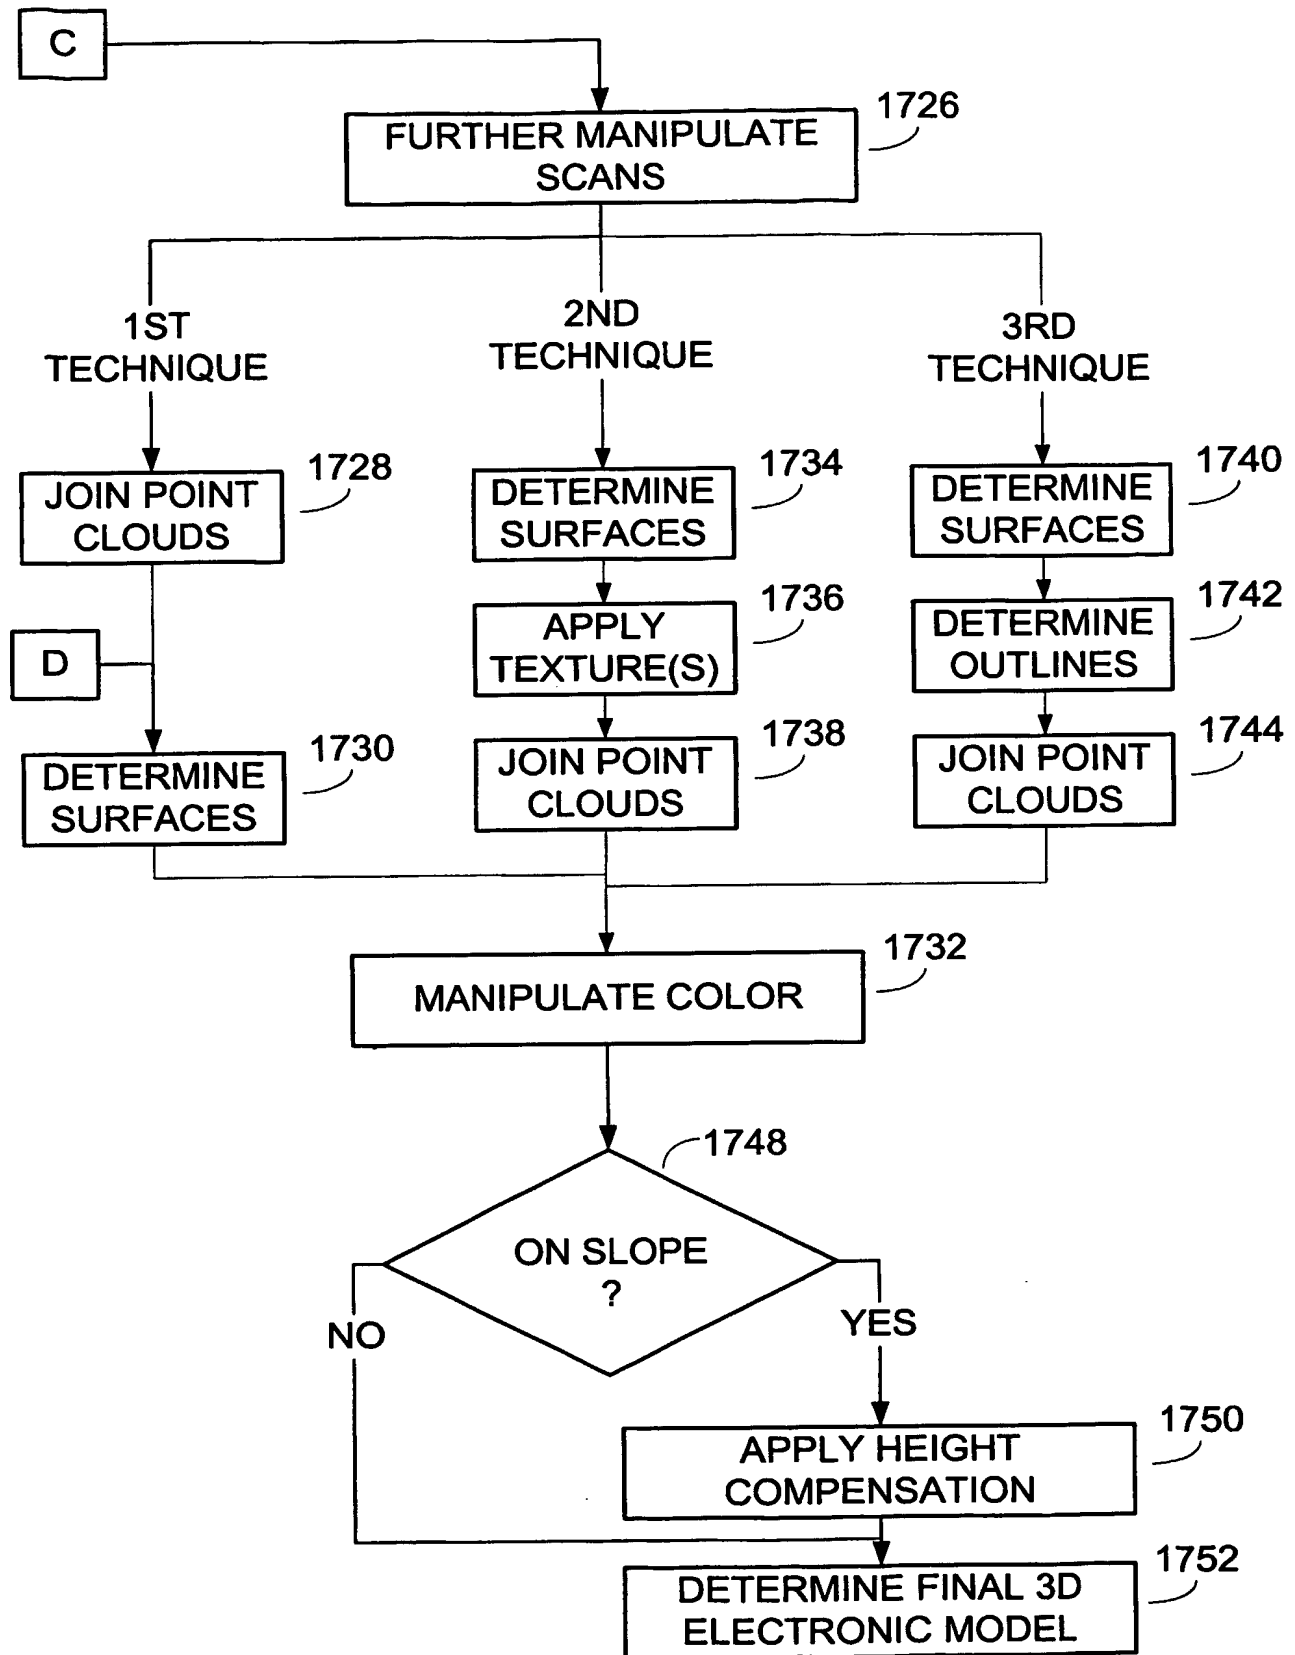 C
1726
FURTHER MANIPULATE
SCANS
1ST
TECHNIQUE
2ND
TECHNIQUE
3RD
TECHNIQUE
1728
JOIN POINT
CLOUDS
D
1730
DETERMINE
SURFACES
1734
DETERMINE
SURFACES
1736
APPLY
TEXTURE(S)
1738
JOIN POINT
CLOUDS
1740
DETERMINE
SURFACES
1742
DETERMINE
OUTLINES
1744
JOIN POINT
CLOUDS
1732
MANIPULATE COLOR
1748
ON SLOPE
?
NO
YES
1750
APPLY HEIGHT
COMPENSATION
1752
DETERMINE FINAL 3D
ELECTRONIC MODEL